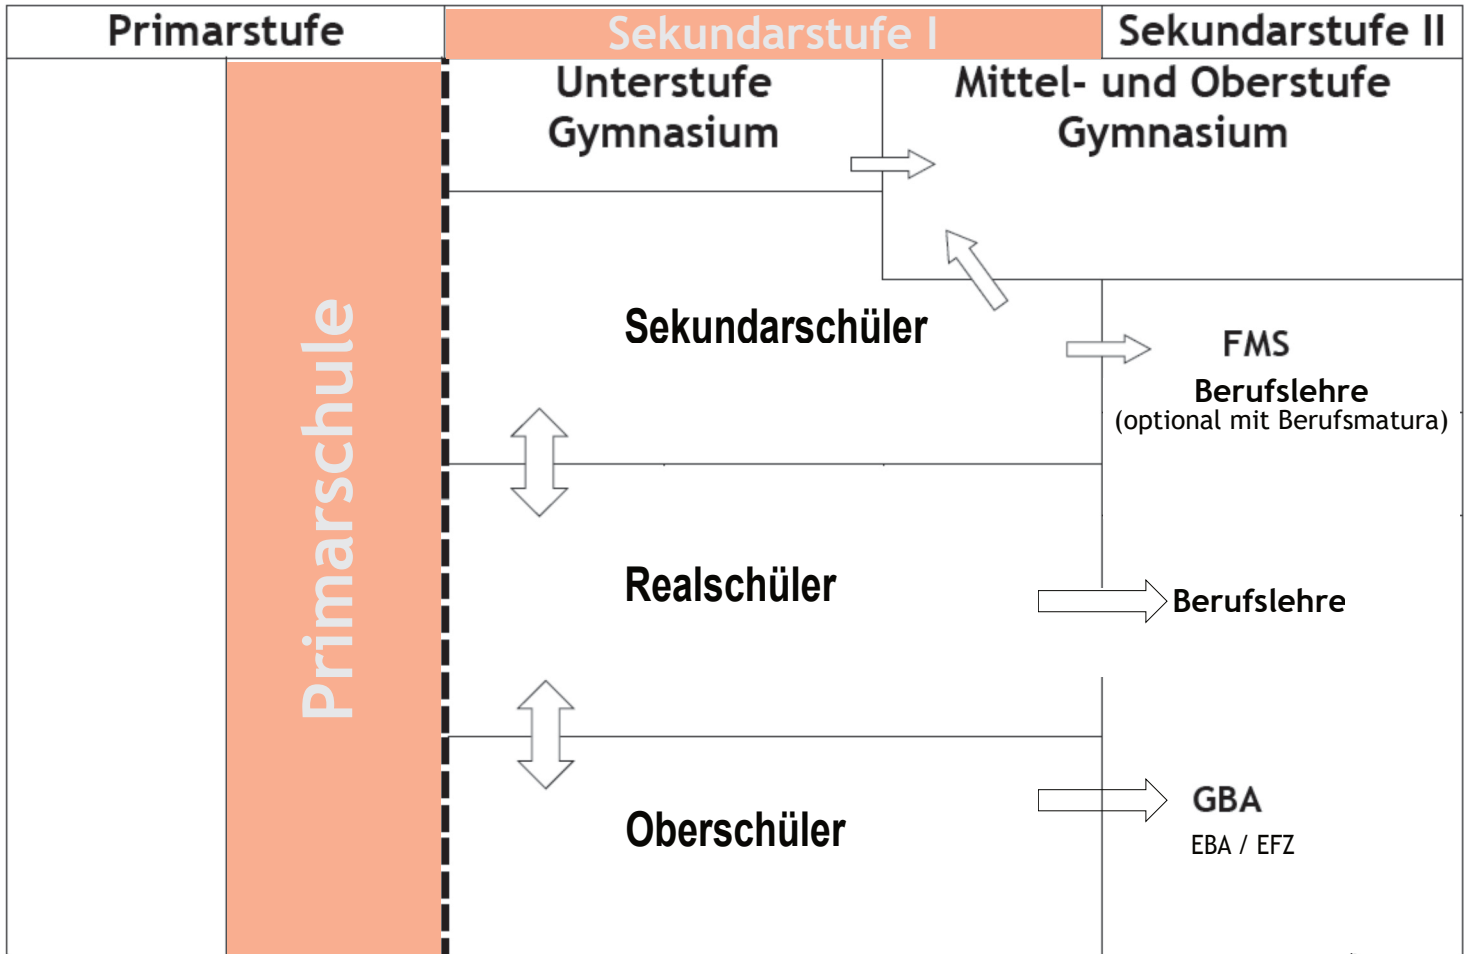 Primarstufe
Sekundarstufe I
Sekundarstufe II
Primarschule
Unterstufe
Gymnasium
Mittel- und Oberstufe
Gymnasium
Sekundarschüler
FMS
Berufslehre
(optional mit Berufsmatura)
Realschüler
Berufslehre
Oberschüler
GBA
EBA / EFZ